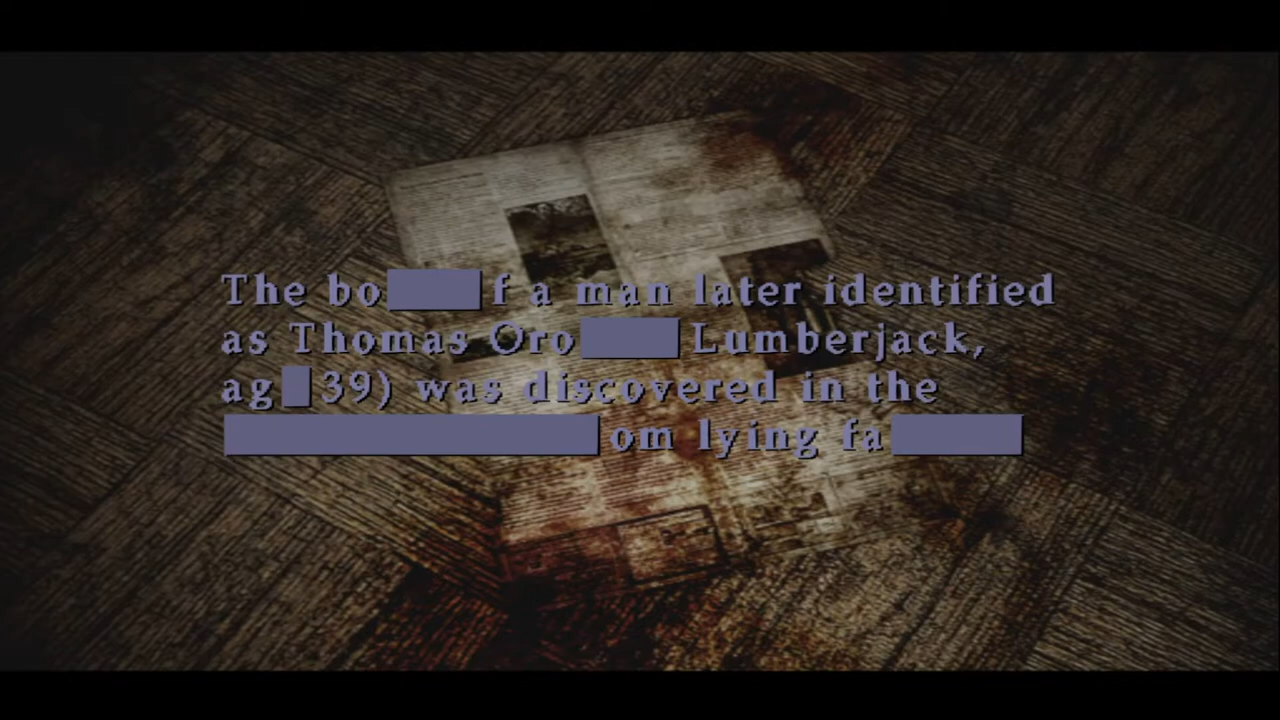 The bo f a man later identified
as Thomas Oro Lumberjack,
ag 39) was discovered in the
om lying fa